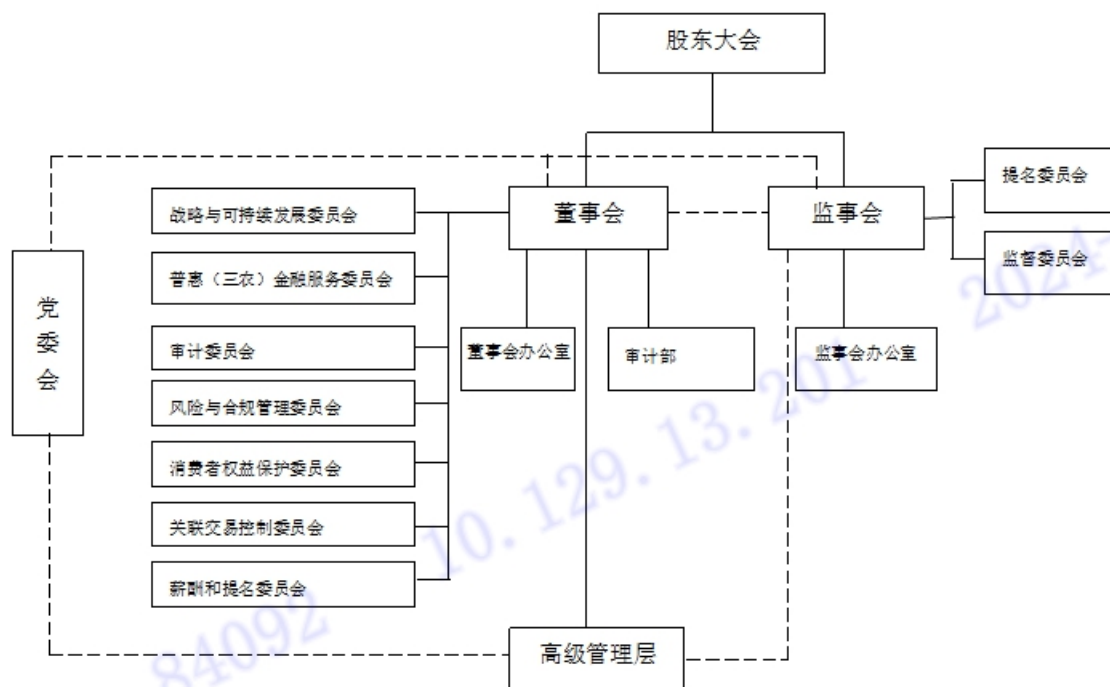 股东大会
提名委员会
战略与可持续发展委员会
董事会
监事会
普惠（三农）金融服务委员会
监督委员会
党委会
审计委员会
董事会办公室
审计部
监事会办公室
风险与合规管理委员会
消费者权益保护委员会
关联交易控制委员会
薪酬和提名委员会
高级管理层
84092
10.129.13.201
2024-